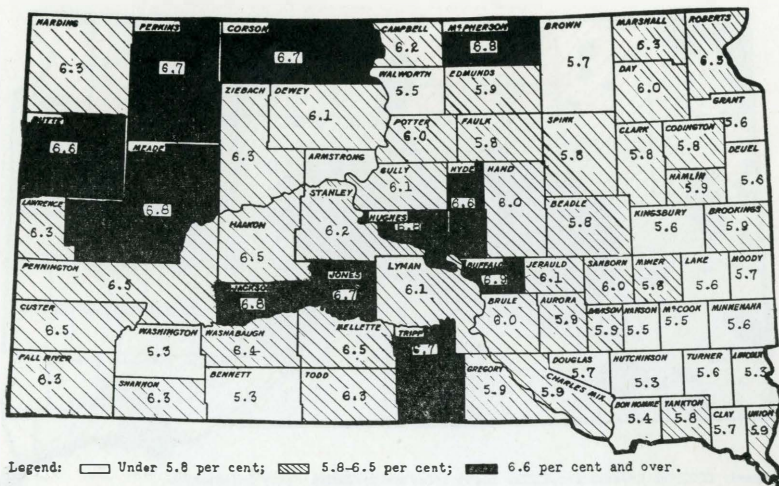 HARDING 6.3
PERKINS 6.7
CORSON 6.7
CAMPBELL 6.2
McPHERSON 6.8
BROWN 5.7
MARSHALL 6.3
ROBERTS 6.5
WALWORTH 5.5
EDMUNDS 5.9
DAY 6.0
GRANT 5.6
BUTTE 6.6
MEADE 6.8
ZIEBACH 6.3
DEWEY 6.1
ARMSTRONG
POTTER 6.0
FAULK 5.8
SPINK 5.8
CLARK 5.8
CODINGTON 5.8
DEUEL 5.6
HAMLIN 5.9
SULLY 6.1
HYDE 6.6
HAND 6.0
BEADLE 5.8
KINGSBURY 5.6
BROOKINGS 5.9
LAWRENCE 6.3
HAAKON 6.5
STANLEY 6.2
HUGHES 6.8
PENNINGTON 6.5
JACKSON 6.8
JONES 6.7
LYMAN 6.1
BUFFALO 6.9
JERAULD 6.1
SANBORN 6.0
MINER 5.8
LAKE 5.6
MOODY 5.7
CUSTER 6.5
WASHINGTON 5.3
WASHABAUGH 6.4
MELLETTE 6.5
TRIPP 6.7
BRULE 6.0
AURORA 5.9
DAVISON 5.9
HANSON 5.5
McCOOK 5.5
MINNEHAHA 5.6
FALL RIVER 6.3
SHANNON 6.3
BENNETT 5.3
TODD 6.3
GREGORY 5.9
CHARLES MIX 5.9
DOUGLAS 5.7
HUTCHINSON 5.3
TURNER 5.6
LINCOLN 5.3
BON HOMME 5.4
YANKTON 5.8
CLAY 5.7
UNION 5.9
Legend: Under 5.8 per cent; 5.8-6.5 per cent; 6.6 per cent and over.